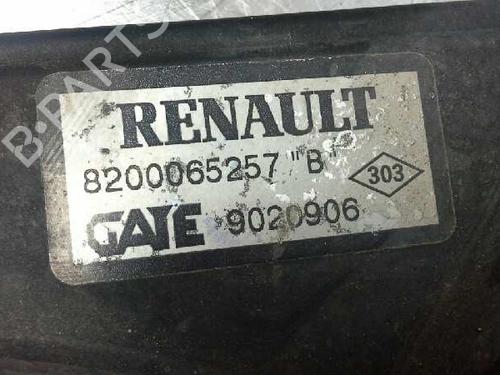 B-PARTS
RENAULT
8200065257 "B" 303
GATE 9020906